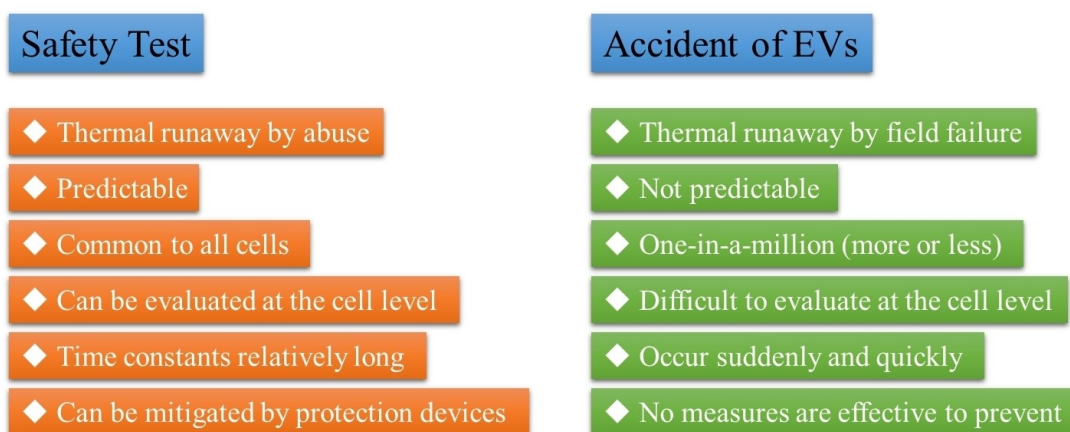 Safety Test
◆ Thermal runaway by abuse
◆ Predictable
◆ Common to all cells
◆ Can be evaluated at the cell level
◆ Time constants relatively long
◆ Can be mitigated by protection devices
Accident of EVs
◆ Thermal runaway by field failure
◆ Not predictable
◆ One-in-a-million (more or less)
◆ Difficult to evaluate at the cell level
◆ Occur suddenly and quickly
◆ No measures are effective to prevent